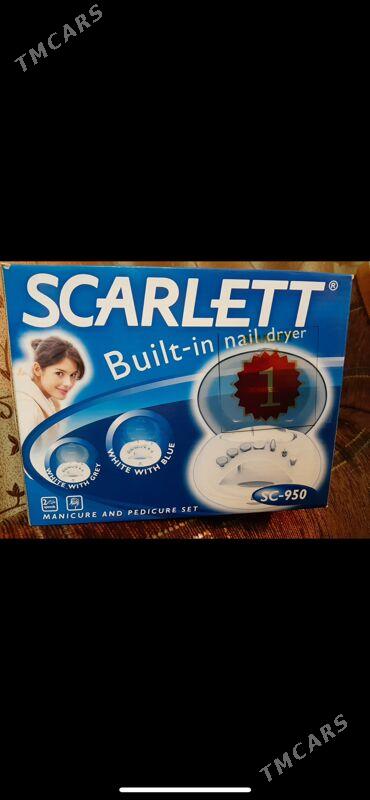 TMCARS
SCARLETT®
Built-in nail dryer
1
WHITE WITH GREY
WHITE WITH BLUE
SC-950
2
MANICURE AND PEDICURE SET
TMCARS